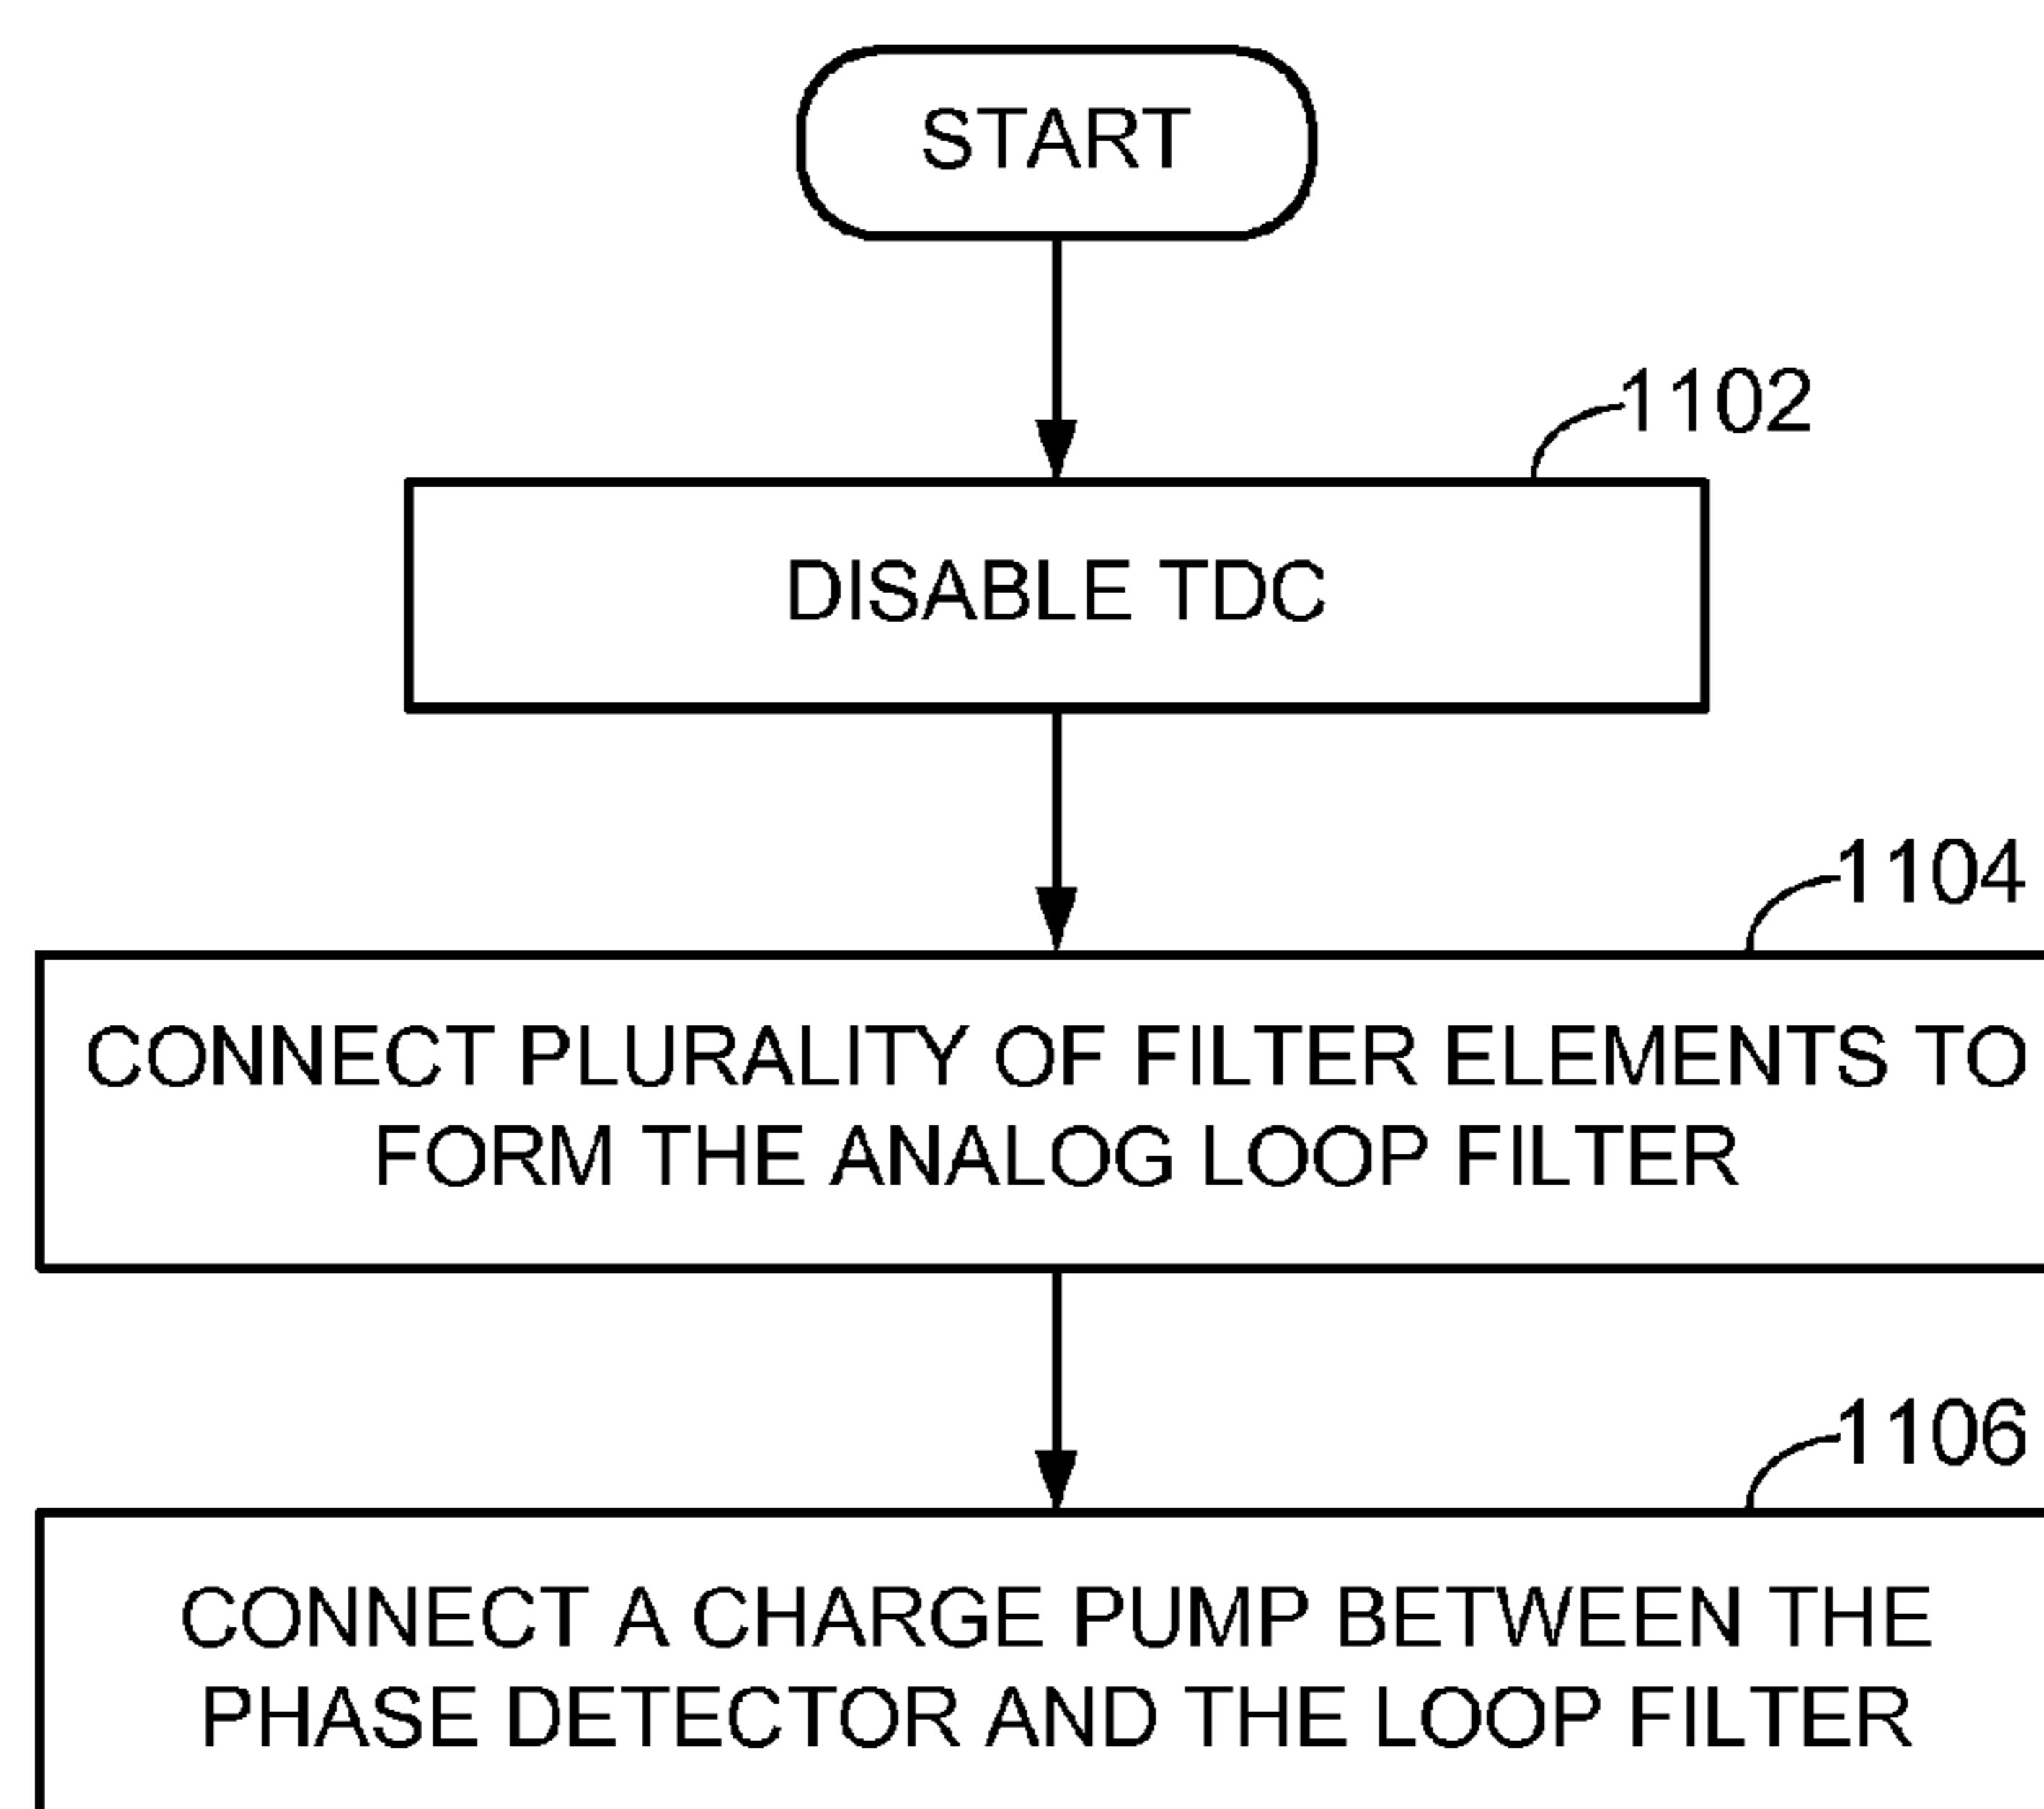 START
1102
DISABLE TDC
1104
CONNECT PLURALITY OF FILTER ELEMENTS TO
FORM THE ANALOG LOOP FILTER
1106
CONNECT A CHARGE PUMP BETWEEN THE
PHASE DETECTOR AND THE LOOP FILTER